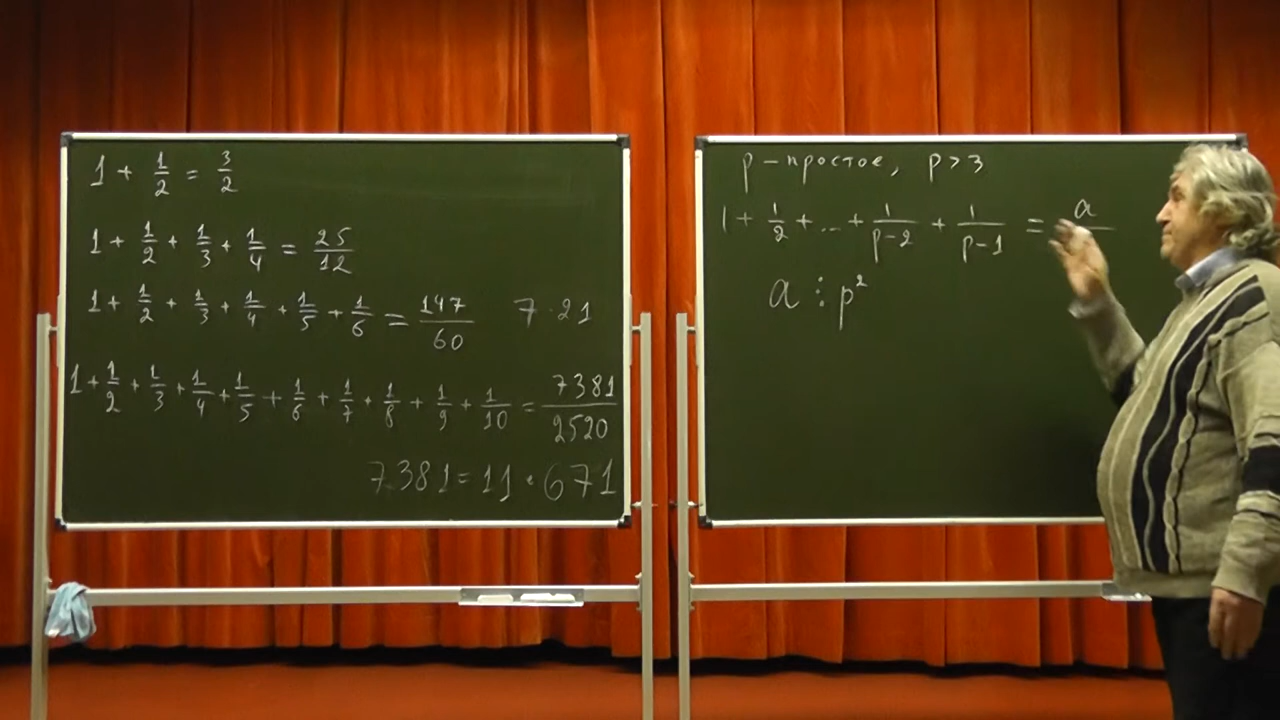 1 + 1/2 = 3/2
1 + 1/2 + 1/3 + 1/4 = 25/12
1 + 1/2 + 1/3 + 1/4 + 1/5 + 1/6 = 147/60 7·21
1 + 1/2 + 1/3 + 1/4 + 1/5 + 1/6 + 1/7 + 1/8 + 1/9 + 1/10 = 7381/2520
7381 = 11 · 671
p – простое, p > 3
1 + 1/2 + ... + 1/(p-2) + 1/(p-1) = a/
a ⋮ p²